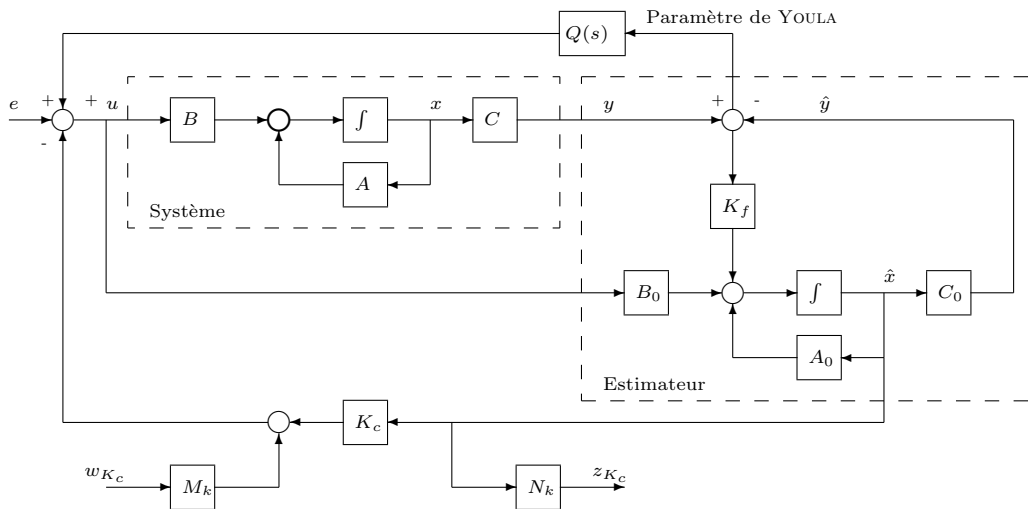 Paramètre de YOULA
Q(s)
e + + u x y + - ŷ
-
B ∫ C
A
Système
K_f
B_0 ∫ x̂ C_0
A_0
Estimateur
K_c
w_{K_c} M_k N_k z_{K_c}